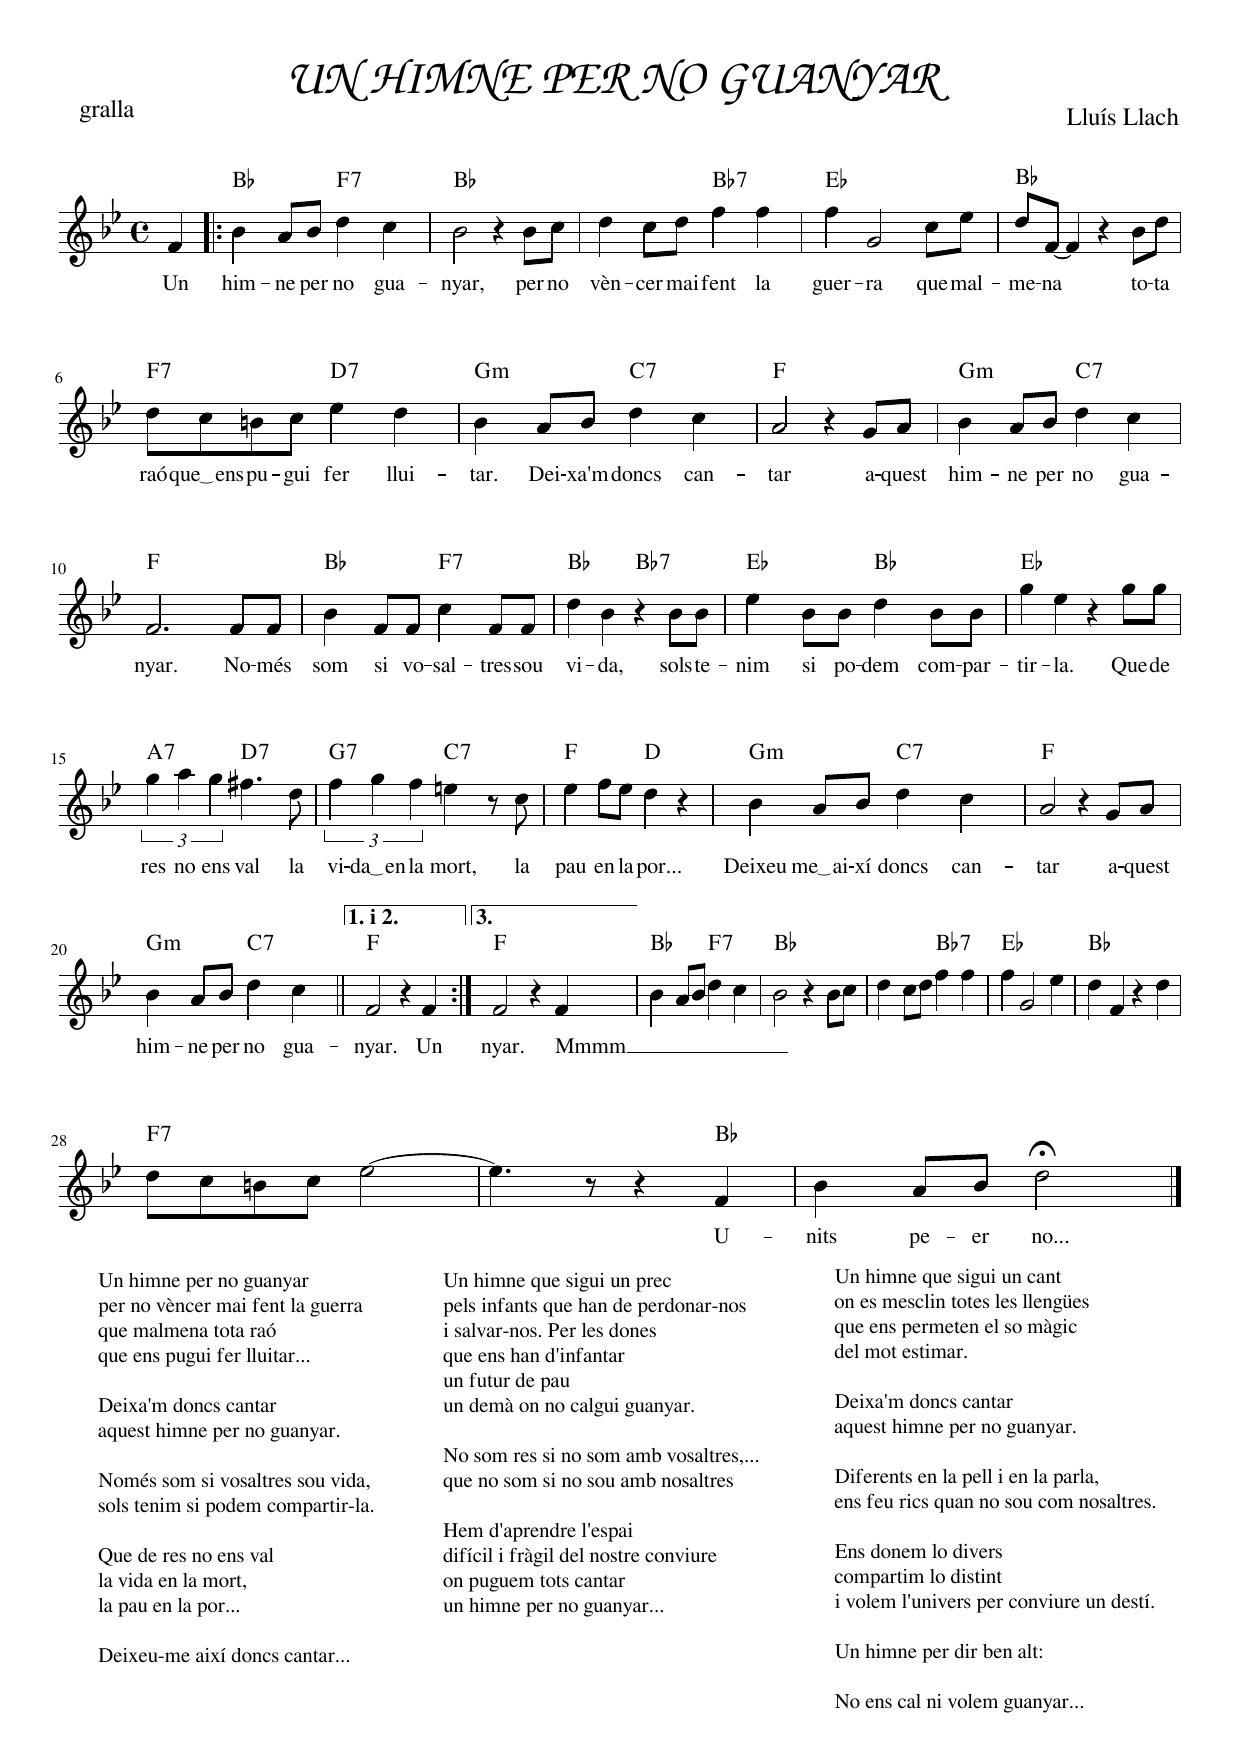 UN HIMNE PER NO GUANYAR
gralla
Lluís Llach
B♭ F7 B♭ B♭7 E♭ B♭
Un him - ne per no gua - nyar, per no vèn - cer mai fent la guer - ra que mal - me - na to - ta
6
F7 D7 Gm C7 F Gm C7
raó que‿ens pu - gui fer llui - tar. Dei - xa'm doncs can - tar a - quest him - ne per no gua -
10
F B♭ F7 B♭ B♭7 E♭ B♭ E♭
nyar. No - més som si vo - sal - tres sou vi - da, sols te - nim si po - dem com - par - tir - la. Que de
15
A7 D7 G7 C7 F D Gm C7 F
3 3
res no ens val la vi - da‿en la mort, la pau en la por... Deixeu me‿ai - xí doncs can - tar a - quest
1. i 2. 3.
20
Gm C7 F F B♭ F7 B♭ B♭7 E♭ B♭
him - ne per no gua - nyar. Un nyar. Mmmm
28
F7 B♭
U - nits pe - er no...
Un himne per no guanyar
per no vèncer mai fent la guerra
que malmena tota raó
que ens pugui fer lluitar...
Deixa'm doncs cantar
aquest himne per no guanyar.
Només som si vosaltres sou vida,
sols tenim si podem compartir-la.
Que de res no ens val
la vida en la mort,
la pau en la por...
Deixeu-me així doncs cantar...
Un himne que sigui un prec
pels infants que han de perdonar-nos
i salvar-nos. Per les dones
que ens han d'infantar
un futur de pau
un demà on no calgui guanyar.
No som res si no som amb vosaltres,...
que no som si no sou amb nosaltres
Hem d'aprendre l'espai
difícil i fràgil del nostre conviure
on puguem tots cantar
un himne per no guanyar...
Un himne que sigui un cant
on es mesclin totes les llengües
que ens permeten el so màgic
del mot estimar.
Deixa'm doncs cantar
aquest himne per no guanyar.
Diferents en la pell i en la parla,
ens feu rics quan no sou com nosaltres.
Ens donem lo divers
compartim lo distint
i volem l'univers per conviure un destí.
Un himne per dir ben alt:
No ens cal ni volem guanyar...